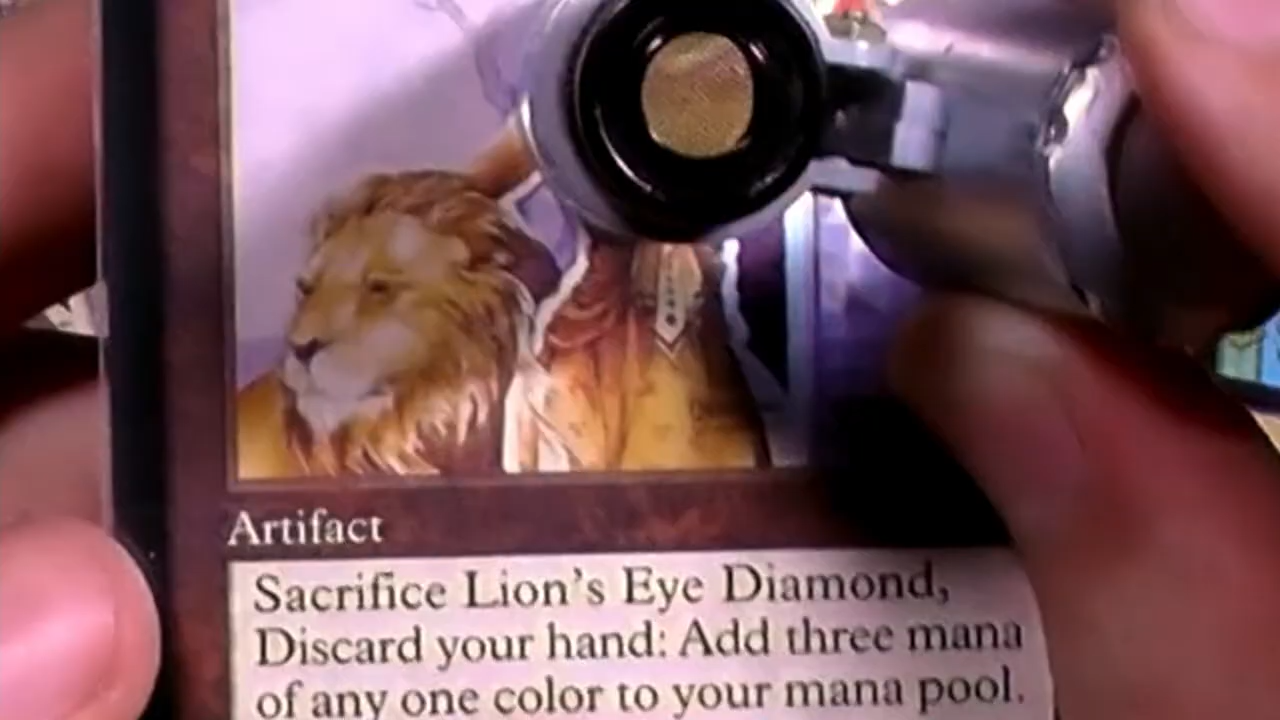 Artifact
Sacrifice Lion's Eye Diamond,
Discard your hand: Add three mana
of any one color to your mana pool.